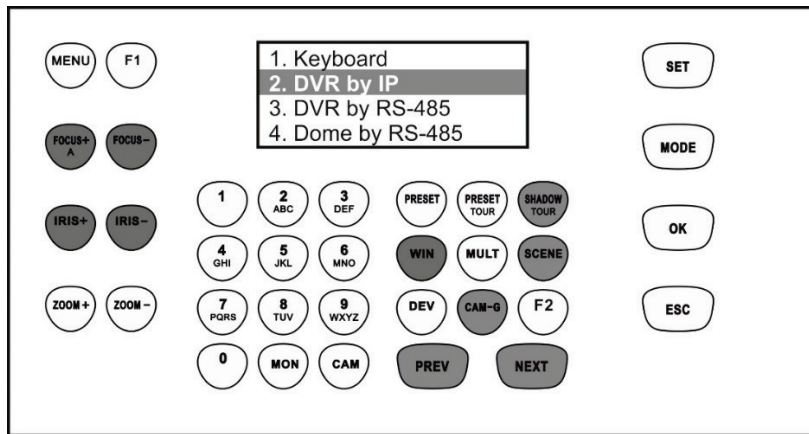 MENU
F1
1. Keyboard
2. DVR by IP
3. DVR by RS-485
4. Dome by RS-485
SET
FOCUS+
A
FOCUS-
MODE
IRIS+
IRIS-
1
2
ABC
3
DEF
PRESET
PRESET
TOUR
SHADOW
TOUR
OK
4
GHI
5
JKL
6
MNO
WIN
MULT
SCENE
ZOOM+
ZOOM-
7
PQRS
8
TUV
9
WXYZ
DEV
CAM-G
F2
ESC
0
MON
CAM
PREV
NEXT